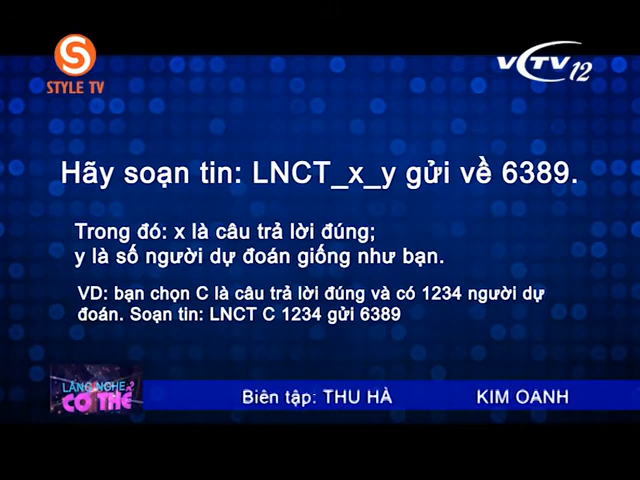 S
STYLE TV
VCTV12
Hãy soạn tin: LNCT_x_y gửi về 6389.
Trong đó: x là câu trả lời đúng;
y là số người dự đoán giống như bạn.
VD: bạn chọn C là câu trả lời đúng và có 1234 người dự
đoán. Soạn tin: LNCT C 1234 gửi 6389
LẮNG NGHE
CƠ THỂ
Biên tập: THU HÀ KIM OANH